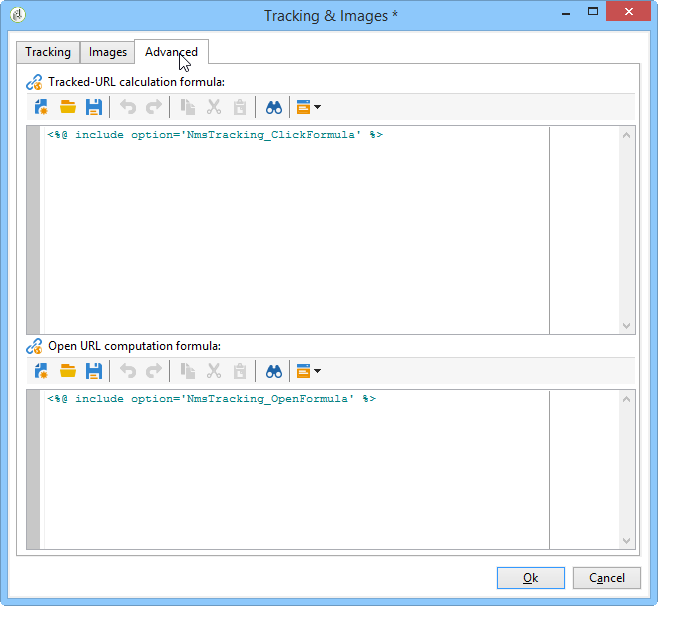 Tracking & Images *
Tracking
Images
Advanced
Tracked-URL calculation formula:
<%@ include option='NmsTracking_ClickFormula' %>
Open URL computation formula:
<%@ include option='NmsTracking_OpenFormula' %>
Ok
Cancel